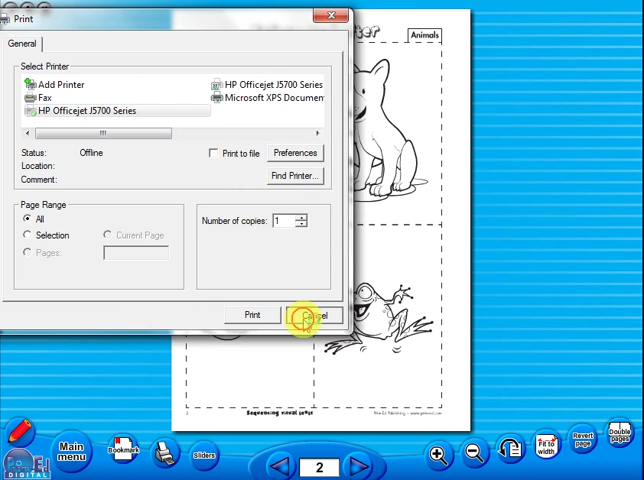 Print
General
Select Printer
Add Printer
Fax
HP Officejet J5700 Series
HP Officejet J5700 Series
Microsoft XPS Documen
Status: Offline
Location:
Comment:
Print to file
Preferences
Find Printer...
Page Range
All
Selection
Current Page
Pages:
Number of copies: 1
Print
Cancel
Animals
Sequencing visual texts
Main
menu
Bookmark
Sliders
2
Fit to
width
Revert
page
Double
pages
DIGITAL